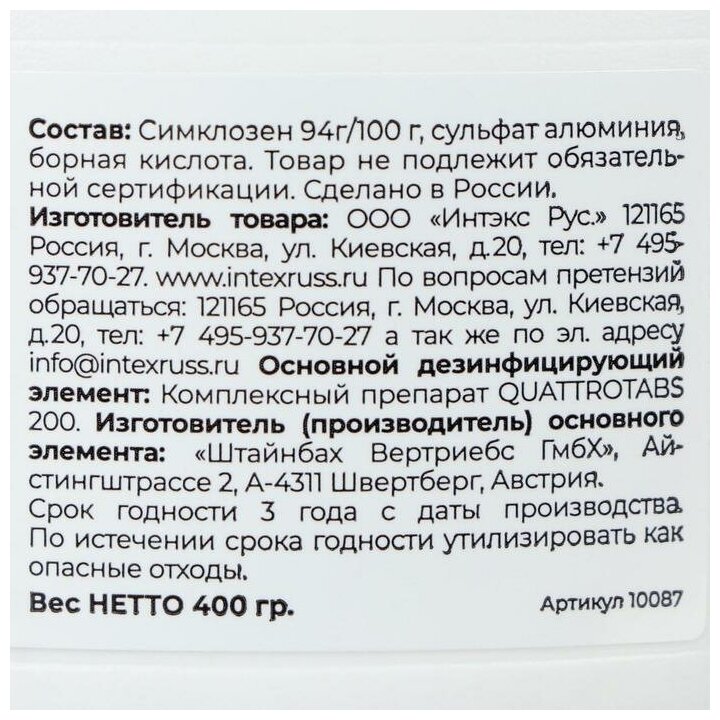 Состав: Симклозен 94г/100 г, сульфат алюминия,
борная кислота. Товар не подлежит обязатель-
ной сертификации. Сделано в России.
Изготовитель товара: ООО «Интэкс Рус.» 121165
Россия, г. Москва, ул. Киевская, д.20, тел: +7 495-
937-70-27. www.intexruss.ru По вопросам претензий
обращаться: 121165 Россия, г. Москва, ул. Киевская,
д.20, тел: +7 495-937-70-27 а так же по эл. адресу
info@intexruss.ru Основной дезинфицирующий
элемент: Комплексный препарат QUATTROTABS
200. Изготовитель (производитель) основного
элемента: «Штайнбах Вертриебс ГмбХ», Ай-
стингштрассе 2, А-4311 Швертберг, Австрия.
Срок годности 3 года с даты производства.
По истечении срока годности утилизировать как
опасные отходы.
Вес НЕТТО 400 гр.
Артикул 10087